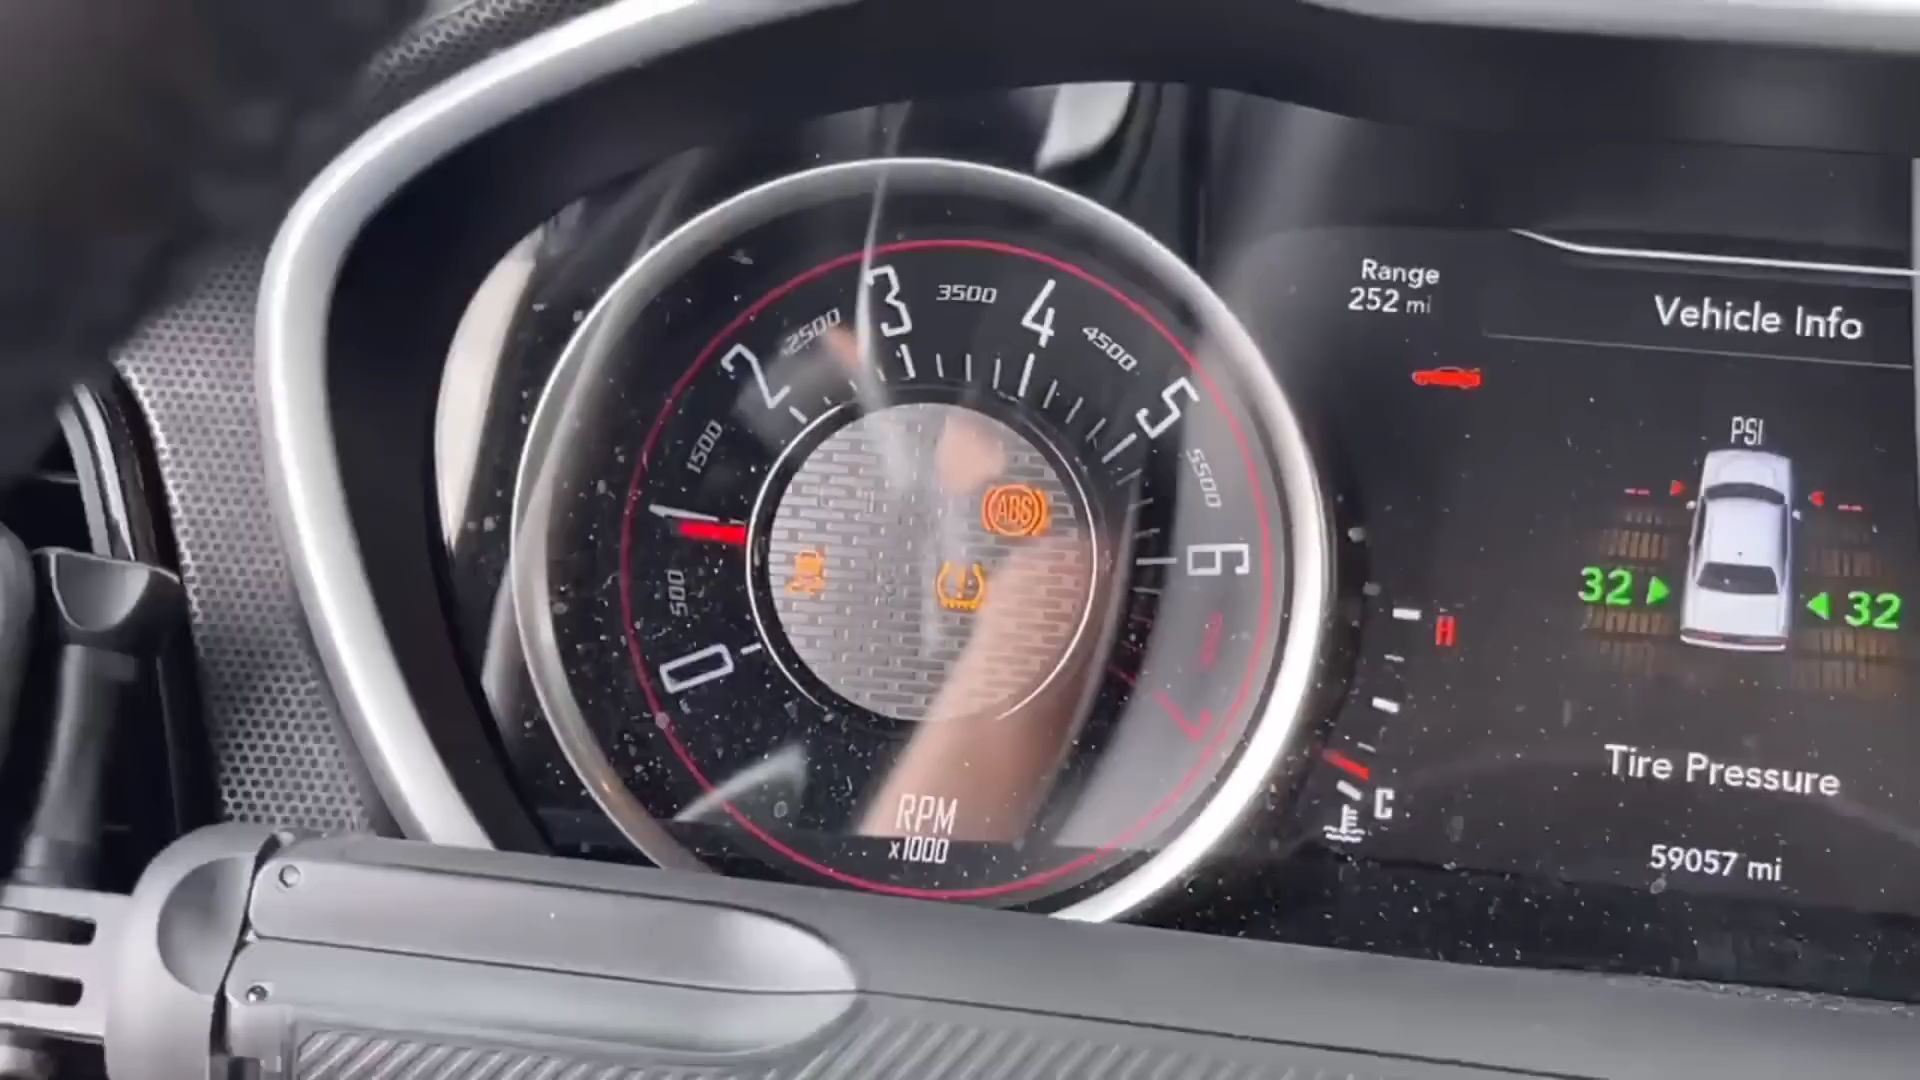 Range
252 mi
Vehicle Info
PSI
-- --
32 32
Tire Pressure
59057 mi
0
500
1
1500
2
2500
3
3500
4
4500
5
5500
6
7
RPM
x1000
ABS
!
H
C